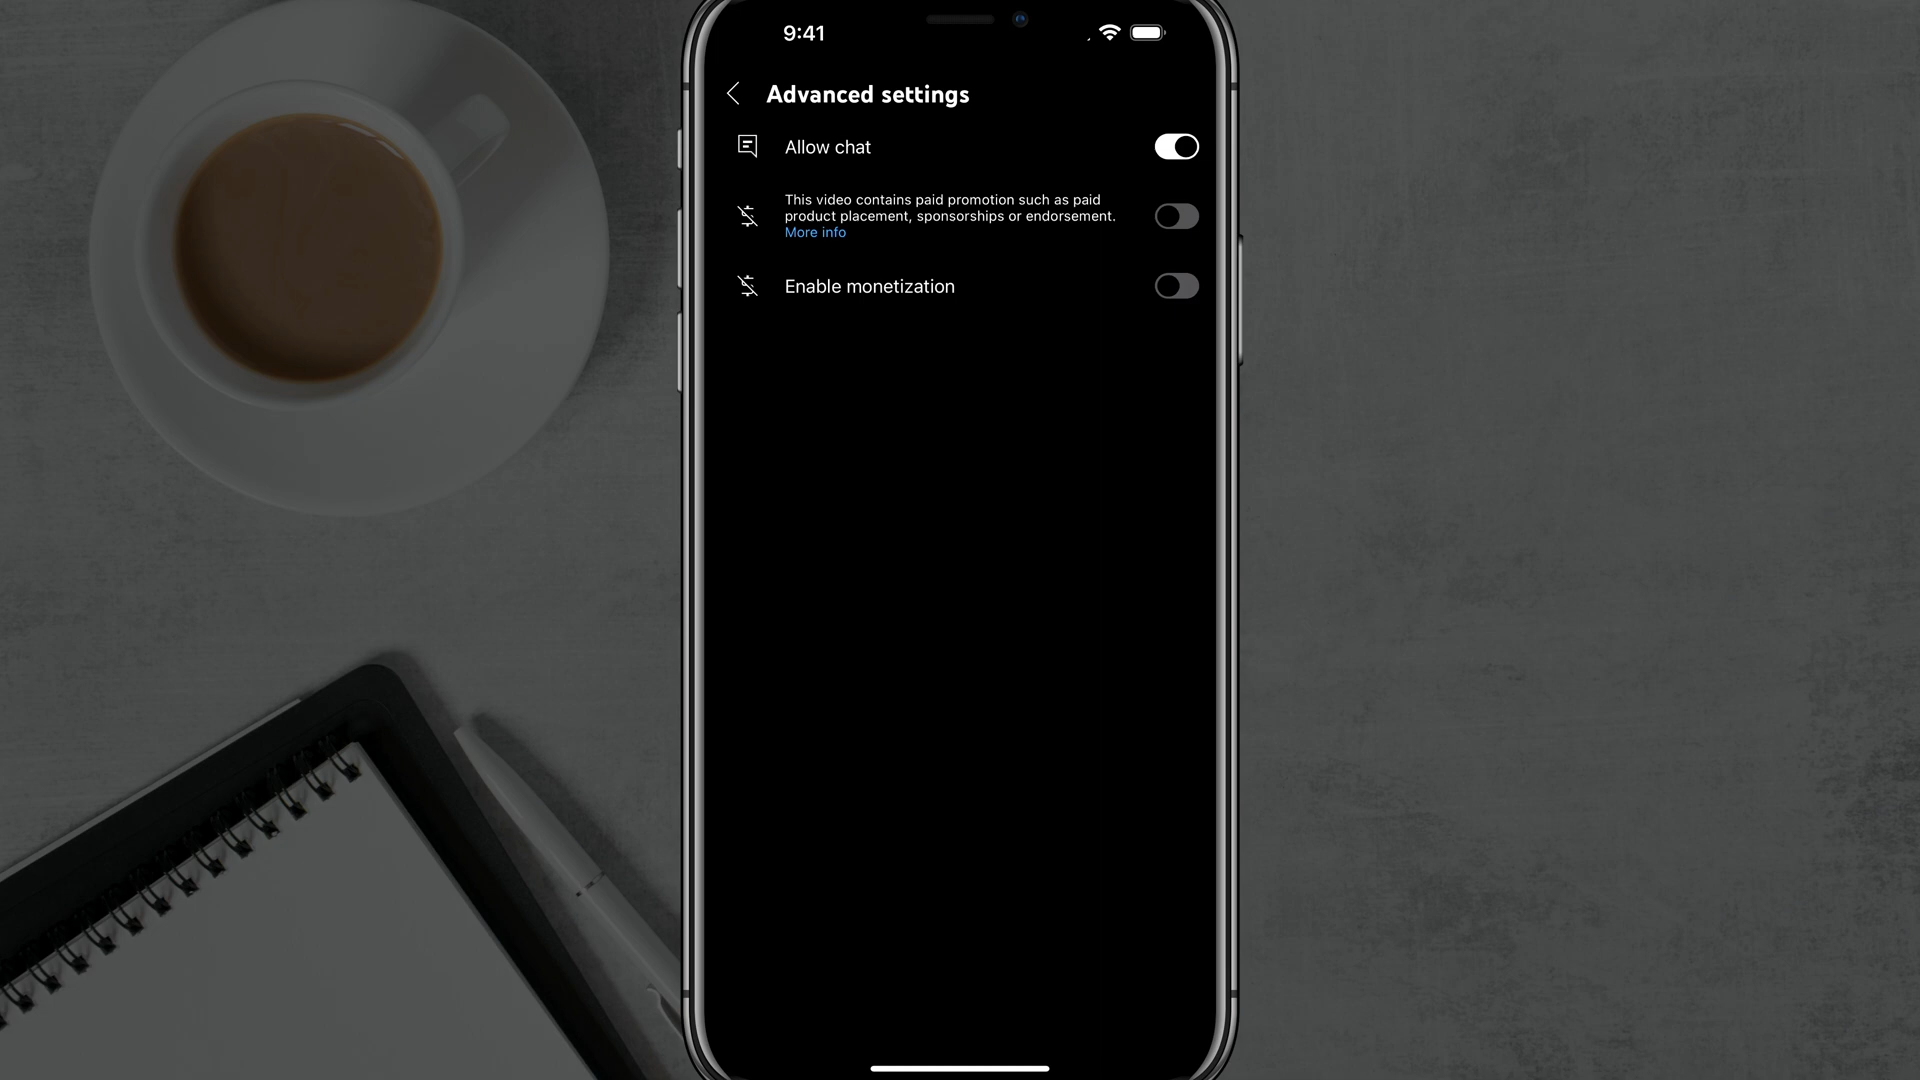 9:41
Advanced settings
Allow chat
This video contains paid promotion such as paid
product placement, sponsorships or endorsement.
More info
Enable monetization